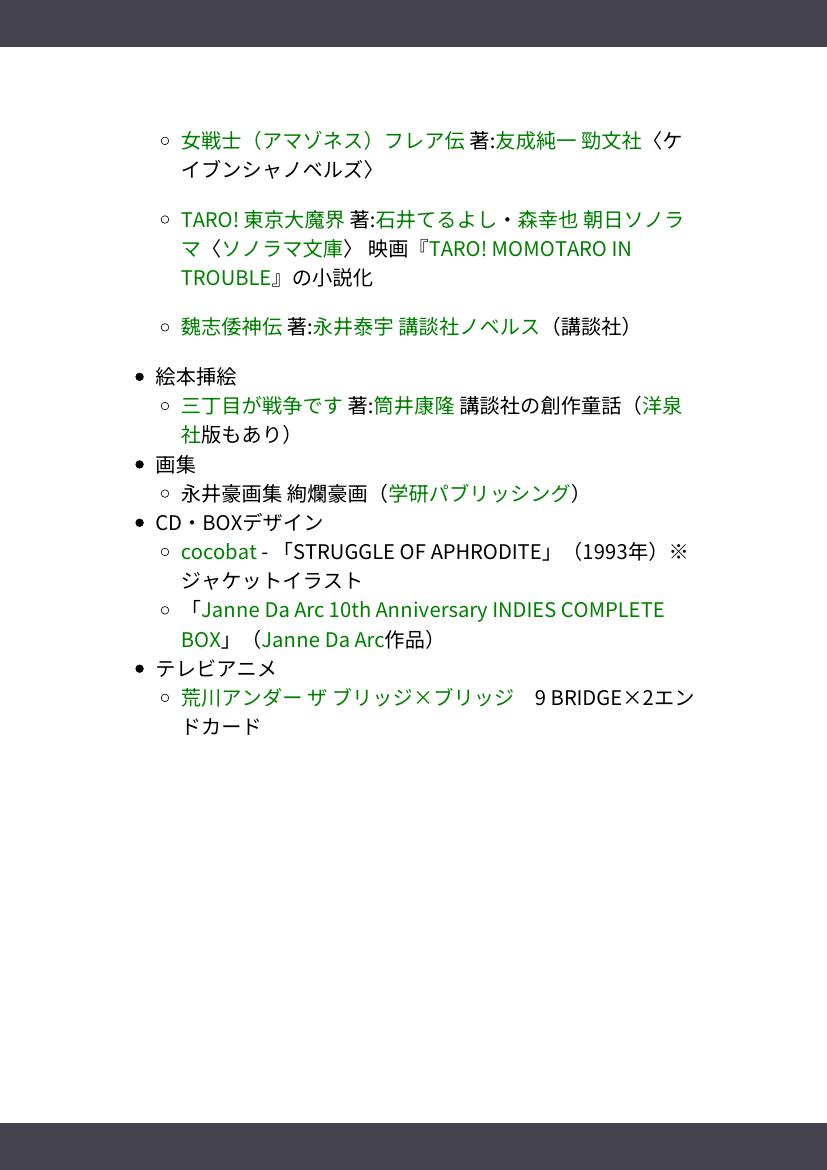 女戦士（アマゾネス）フレア伝 著:友成純一 勁文社〈ケ
イブンシャノベルズ〉
TARO! 東京大魔界 著:石井てるよし・森幸也 朝日ソノラ
マ〈ソノラマ文庫〉 映画『TARO! MOMOTARO IN
TROUBLE』の小説化
魏志倭神伝 著:永井泰宇 講談社ノベルス（講談社）
絵本挿絵
三丁目が戦争です 著:筒井康隆 講談社の創作童話（洋泉
社版もあり）
画集
永井豪画集 絢爛豪画（学研パブリッシング）
CD・BOXデザイン
cocobat - 「STRUGGLE OF APHRODITE」（1993年）※
ジャケットイラスト
「Janne Da Arc 10th Anniversary INDIES COMPLETE
BOX」（Janne Da Arc作品）
テレビアニメ
荒川アンダー ザ ブリッジ×ブリッジ　9 BRIDGE×2エン
ドカード